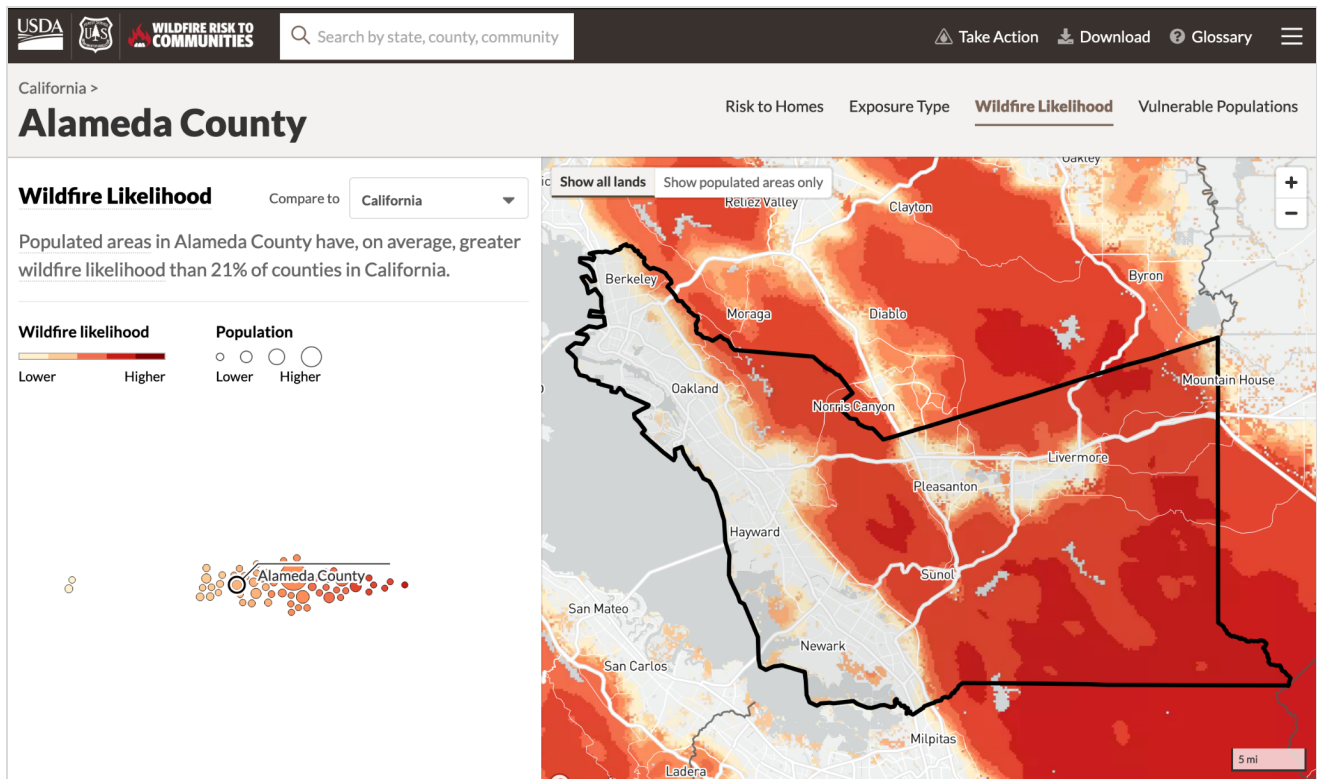 USDA
U S
WILDFIRE RISK TO
COMMUNITIES
Search by state, county, community
Take Action
Download
Glossary
California >
Alameda County
Risk to Homes
Exposure Type
Wildfire Likelihood
Vulnerable Populations
Wildfire Likelihood
Compare to
California
Populated areas in Alameda County have, on average, greater
wildfire likelihood than 21% of counties in California.
Wildfire likelihood
Lower
Higher
Population
Lower
Higher
Alameda County
Show all lands
Show populated areas only
Oakley
Reliez Valley
Clayton
Berkeley
Byron
Moraga
Diablo
Mountain House
Oakland
Norris Canyon
Livermore
Pleasanton
Hayward
Sunol
San Mateo
Newark
San Carlos
Milpitas
Ladera
+
−
5 mi